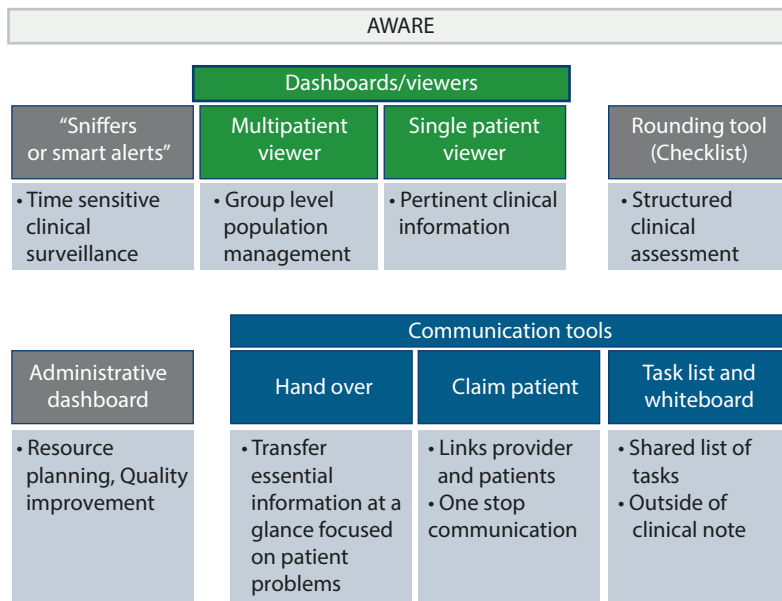 AWARE
Dashboards/viewers
“Sniffers
or smart alerts”
• Time sensitive
clinical
surveillance
Multipatient
viewer
• Group level
population
management
Single patient
viewer
• Pertinent clinical
information
Rounding tool
(Checklist)
• Structured
clinical
assessment
Administrative
dashboard
• Resource
planning, Quality
improvement
Communication tools
Hand over
• Transfer
essential
information at a
glance focused
on patient
problems
Claim patient
• Links provider
and patients
• One stop
communication
Task list and
whiteboard
• Shared list of
tasks
• Outside of
clinical note